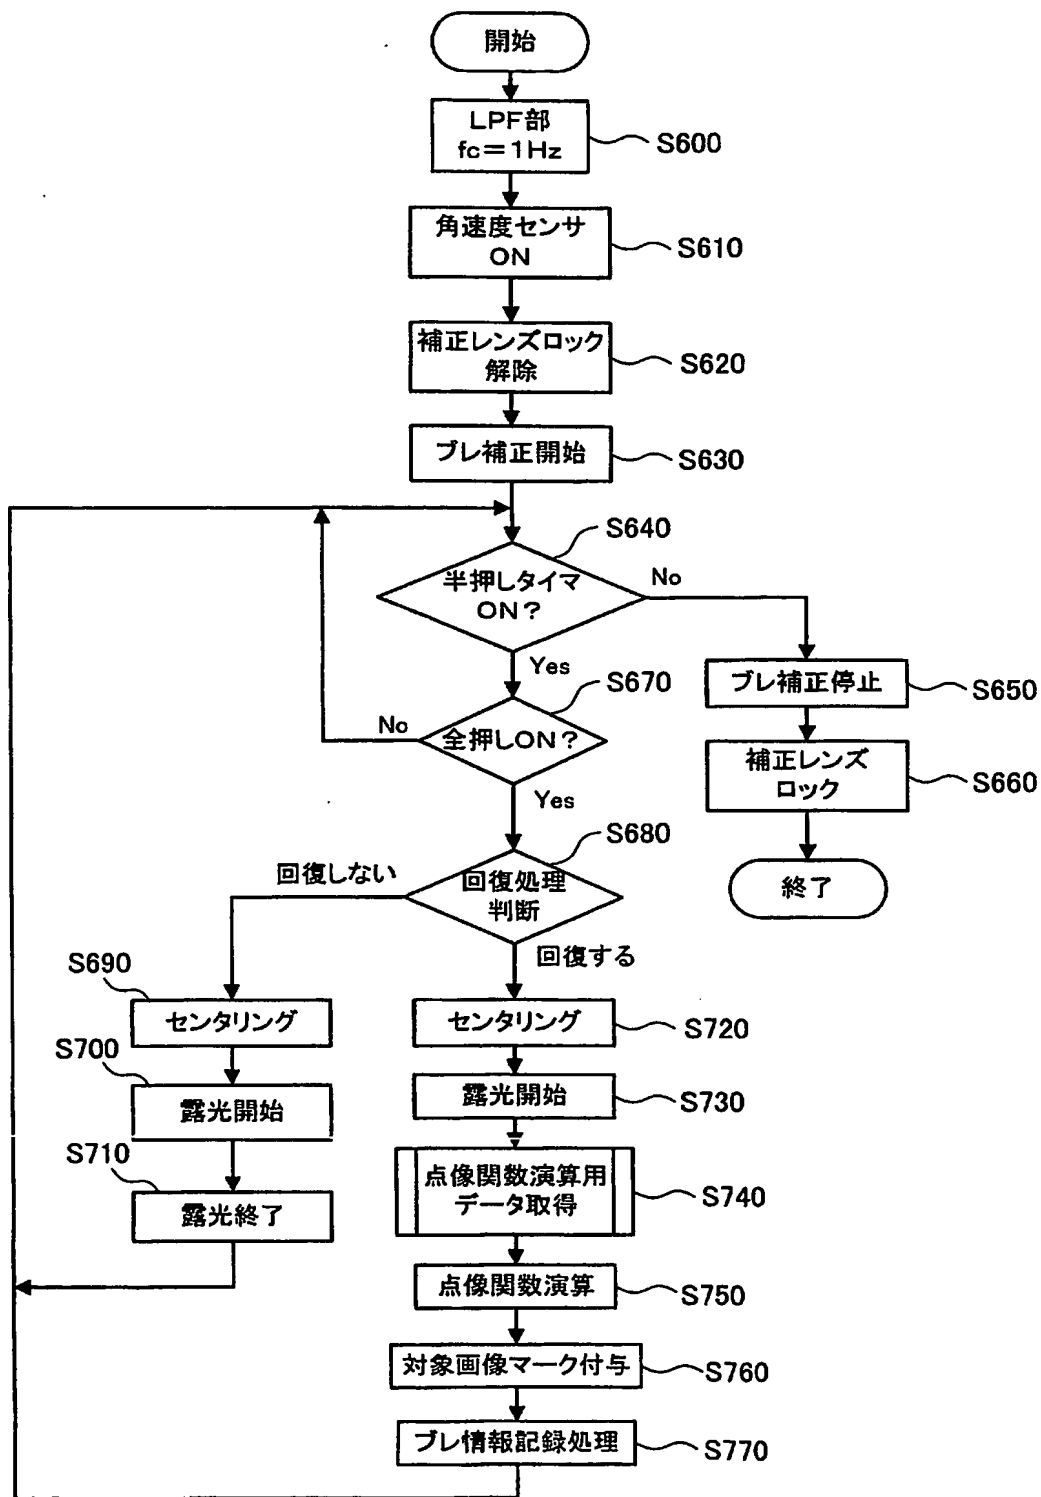 開始
LPF部
fc=1Hz
S600
角速度センサ
ON
S610
補正レンズロック
解除
S620
ブレ補正開始
S630
S640
半押しタイマ
ON?
No
Yes
ブレ補正停止
S650
補正レンズ
ロック
S660
終了
S670
全押しON?
No
Yes
S680
回復処理
判断
回復しない
回復する
S690
センタリング
S700
露光開始
S710
露光終了
センタリング
S720
露光開始
S730
点像関数演算用
データ取得
S740
点像関数演算
S750
対象画像マーク付与
S760
ブレ情報記録処理
S770